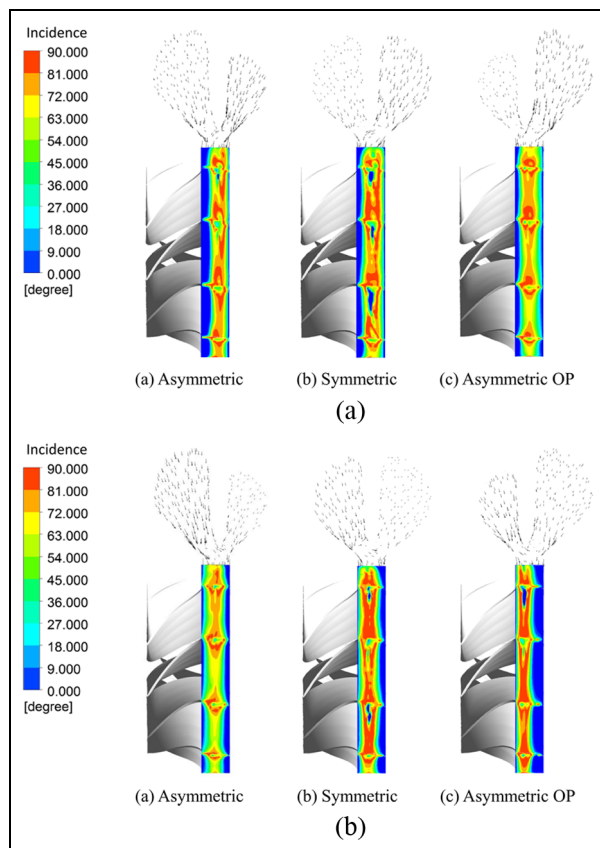 Incidence
90.000
81.000
72.000
63.000
54.000
45.000
36.000
27.000
18.000
9.000
0.000
[degree]
(a) Asymmetric (b) Symmetric (c) Asymmetric OP
(a)
Incidence
90.000
81.000
72.000
63.000
54.000
45.000
36.000
27.000
18.000
9.000
0.000
[degree]
(a) Asymmetric (b) Symmetric (c) Asymmetric OP
(b)